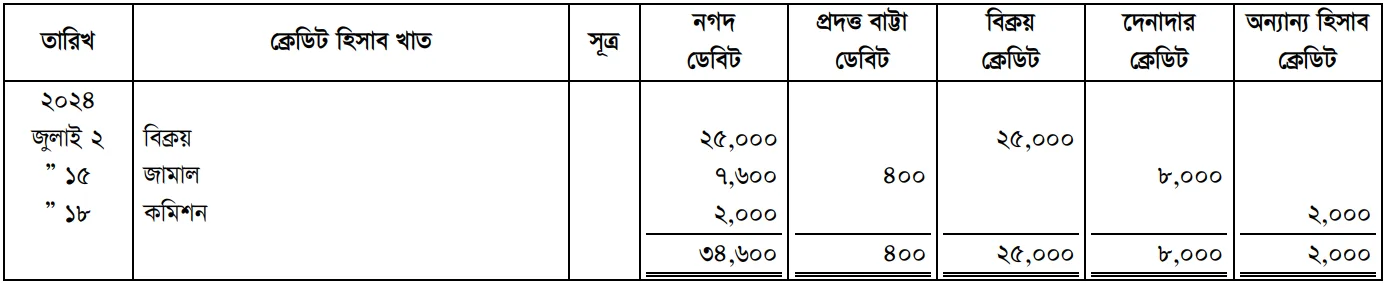 তারিখ ক্রেডিট হিসাব খাত সূত্র নগদ ডেবিট প্রদত্ত বাট্টা ডেবিট বিক্রয় ক্রেডিট দেনাদার ক্রেডিট অন্যান্য হিসাব ক্রেডিট
২০২৪
জুলাই ২ বিক্রয় ২৫,০০০ ২৫,০০০
” ১৫ জামাল ৭,৬০০ ৪০০ ৮,০০০
” ১৮ কমিশন ২,০০০ ২,০০০
৩৪,৬০০ ৪০০ ২৫,০০০ ৮,০০০ ২,০০০